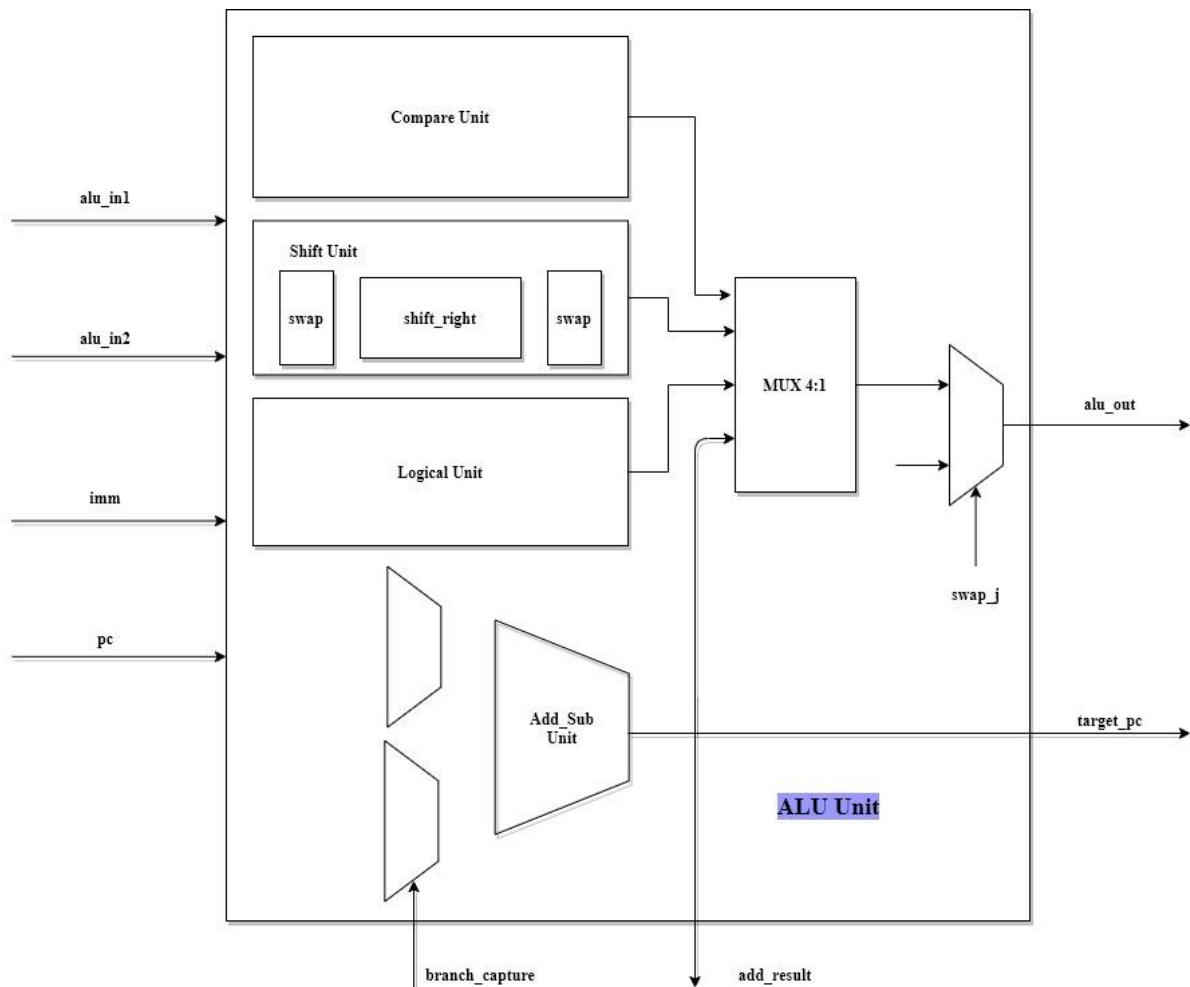 Compare Unit
alu_in1
Shift Unit
swap
shift_right
swap
alu_in2
MUX 4:1
alu_out
Logical Unit
imm
swap_j
pc
Add_Sub
Unit
target_pc
ALU Unit
branch_capture
add_result